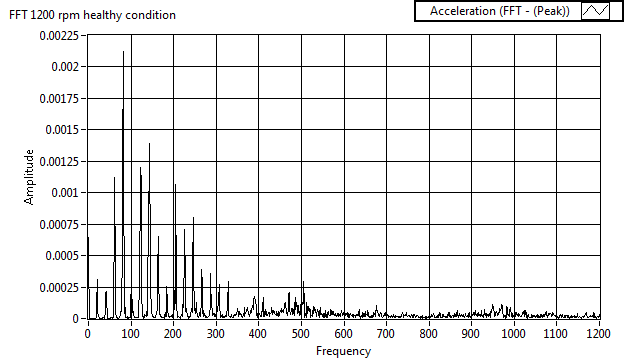 FFT 1200 rpm healthy condition
Acceleration (FFT - (Peak))
0.00225
0.002
0.00175
0.0015
0.00125
0.001
0.00075
0.0005
0.00025
0
Amplitude
0 100 200 300 400 500 600 700 800 900 1000 1100 1200
Frequency